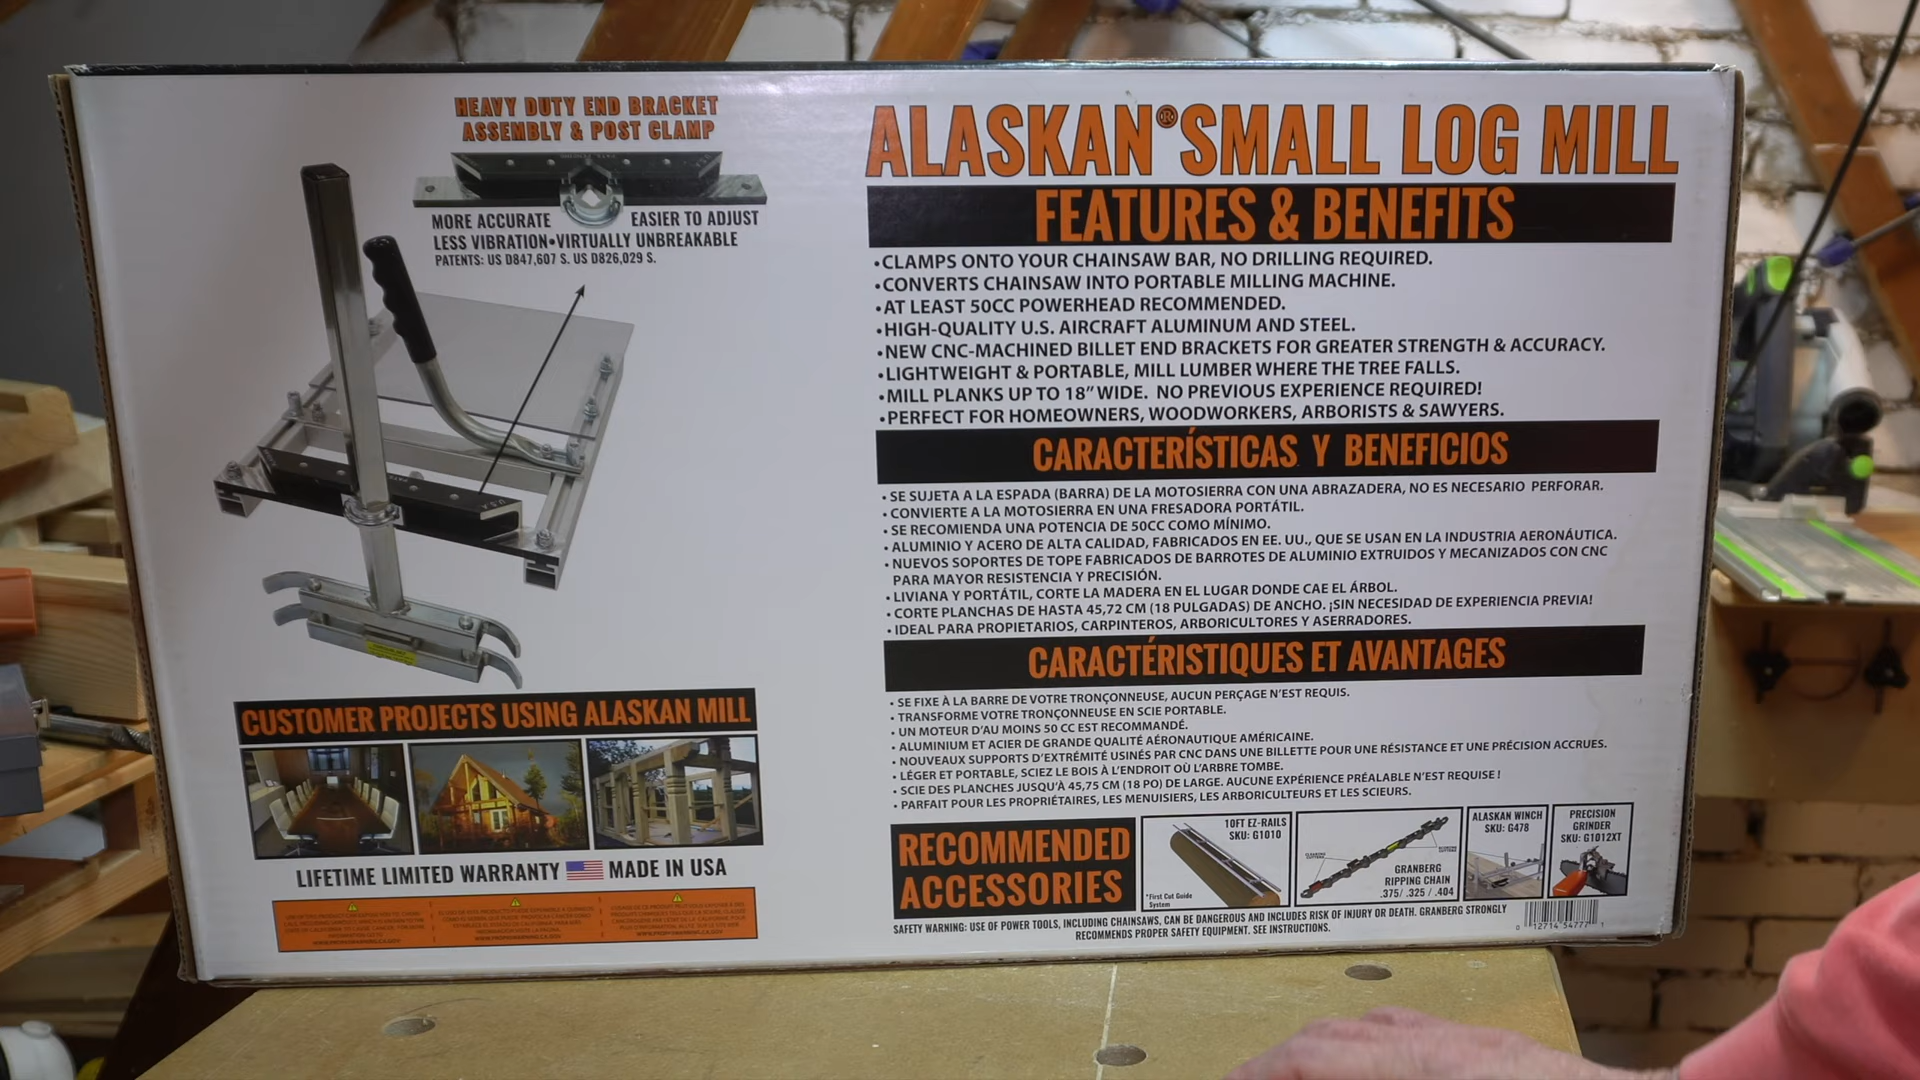 HEAVY DUTY END BRACKET
ASSEMBLY & POST CLAMP
MORE ACCURATE EASIER TO ADJUST
LESS VIBRATION•VIRTUALLY UNBREAKABLE
PATENTS: US D847,607 S. US D826,029 S.
CUSTOMER PROJECTS USING ALASKAN MILL
LIFETIME LIMITED WARRANTY MADE IN USA
ALASKAN® SMALL LOG MILL
FEATURES & BENEFITS
•CLAMPS ONTO YOUR CHAINSAW BAR, NO DRILLING REQUIRED.
•CONVERTS CHAINSAW INTO PORTABLE MILLING MACHINE.
•AT LEAST 50CC POWERHEAD RECOMMENDED.
•HIGH-QUALITY U.S. AIRCRAFT ALUMINUM AND STEEL.
•NEW CNC-MACHINED BILLET END BRACKETS FOR GREATER STRENGTH & ACCURACY.
•LIGHTWEIGHT & PORTABLE, MILL LUMBER WHERE THE TREE FALLS.
•MILL PLANKS UP TO 18" WIDE. NO PREVIOUS EXPERIENCE REQUIRED!
•PERFECT FOR HOMEOWNERS, WOODWORKERS, ARBORISTS & SAWYERS.
CARACTERÍSTICAS Y BENEFICIOS
• SE SUJETA A LA ESPADA (BARRA) DE LA MOTOSIERRA CON UNA ABRAZADERA, NO ES NECESARIO PERFORAR.
• CONVIERTE A LA MOTOSIERRA EN UNA FRESADORA PORTÁTIL.
• SE RECOMIENDA UNA POTENCIA DE 50CC COMO MÍNIMO.
• ALUMINIO Y ACERO DE ALTA CALIDAD, FABRICADOS EN EE. UU., QUE SE USAN EN LA INDUSTRIA AERONÁUTICA.
• NUEVOS SOPORTES DE TOPE FABRICADOS DE BARROTES DE ALUMINIO EXTRUIDOS Y MECANIZADOS CON CNC
PARA MAYOR RESISTENCIA Y PRECISIÓN.
• LIVIANA Y PORTÁTIL, CORTE LA MADERA EN EL LUGAR DONDE CAE EL ÁRBOL.
• CORTE PLANCHAS DE HASTA 45,72 CM (18 PULGADAS) DE ANCHO. ¡SIN NECESIDAD DE EXPERIENCIA PREVIA!
• IDEAL PARA PROPIETARIOS, CARPINTEROS, ARBORICULTORES Y ASERRADORES.
CARACTÉRISTIQUES ET AVANTAGES
• SE FIXE À LA BARRE DE VOTRE TRONÇONNEUSE, AUCUN PERÇAGE N'EST REQUIS.
• TRANSFORME VOTRE TRONÇONNEUSE EN SCIE PORTABLE.
• UN MOTEUR D'AU MOINS 50 CC EST RECOMMANDÉ.
• ALUMINIUM ET ACIER DE GRANDE QUALITÉ AÉRONAUTIQUE AMÉRICAINE.
• NOUVEAUX SUPPORTS D'EXTRÉMITÉ USINÉS PAR CNC DANS UNE BILLETTE POUR UNE RÉSISTANCE ET UNE PRÉCISION ACCRUES.
• LÉGER ET PORTABLE, SCIEZ LE BOIS À L'ENDROIT OÙ L'ARBRE TOMBE.
• SCIE DES PLANCHES JUSQU'À 45,75 CM (18 PO) DE LARGE. AUCUNE EXPÉRIENCE PRÉALABLE N'EST REQUISE !
• PARFAIT POUR LES PROPRIÉTAIRES, LES MENUISIERS, LES ARBORICULTEURS ET LES SCIEURS.
RECOMMENDED
ACCESSORIES
10FT EZ-RAILS
SKU: G1010
*First Cut Guide
System
GRANBERG
RIPPING CHAIN
.375/ .325 / .404
ALASKAN WINCH
SKU: G478
PRECISION
GRINDER
SKU: G1012XT
SAFETY WARNING: USE OF POWER TOOLS, INCLUDING CHAINSAWS, CAN BE DANGEROUS AND INCLUDES RISK OF INJURY OR DEATH. GRANBERG STRONGLY
RECOMMENDS PROPER SAFETY EQUIPMENT. SEE INSTRUCTIONS.
0 12714 54777 1